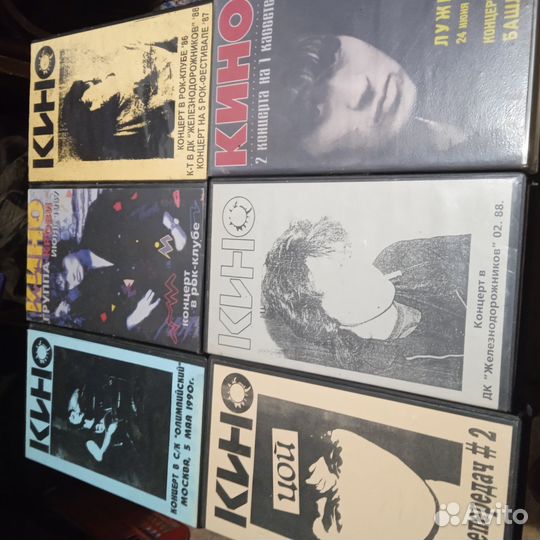 КИНО
КОНЦЕРТ В РОК-КЛУБЕ '86
К-Т В ДК "ЖЕЛЕЗНОДОРОЖНИКОВ" '88
КОНЦЕРТ НА 5 РОК-ФЕСТИВАЛЕ '87
КИНО
2 концерта на 1 кассете
ЛУЖ
24 июня
КОНЦЕ
БАШ
КИНО
ГРУППА
концерт
в рок-клубе
КИНО
Концерт в
ДК "Железнодорожников" 02. 88.
КИНО
КОНЦЕРТ В С/К "ОЛИМПИЙСКИЙ"
МОСКВА, 5 МАЯ 1990г.
КИНО
ЦОЙ
передач # 2
Avito